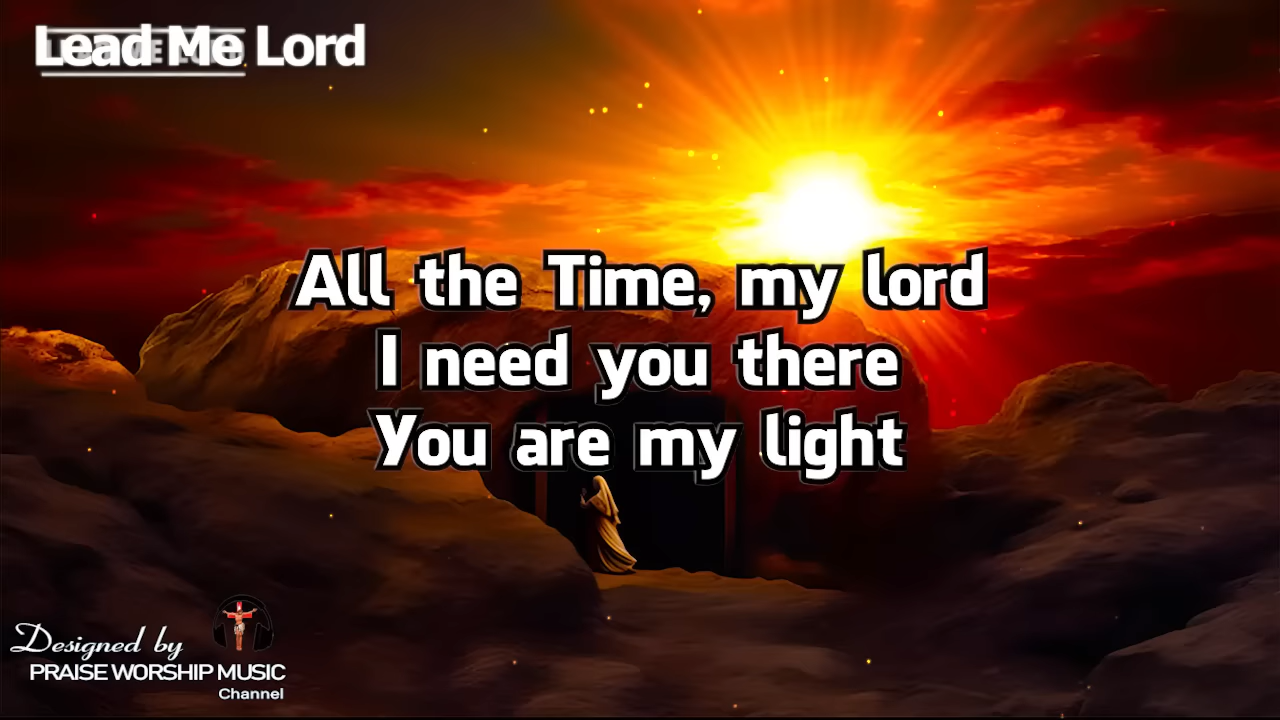 Lead Me Lord
All the Time, my lord
I need you there
You are my light
Designed by
PRAISE WORSHIP MUSIC
Channel